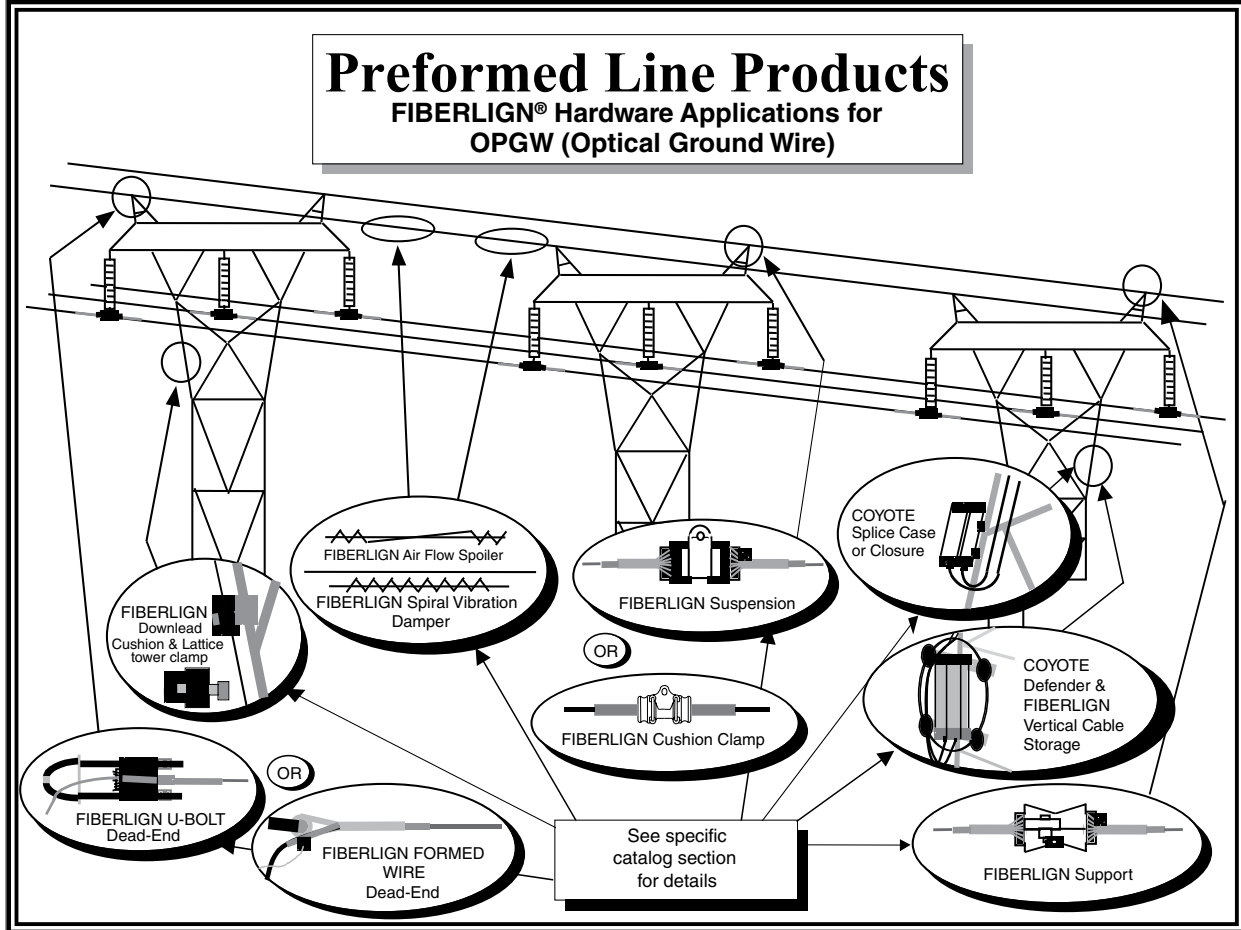 Preformed Line Products
FIBERLIGN® Hardware Applications for
OPGW (Optical Ground Wire)
COYOTE
Splice Case
or Closure
FIBERLIGN Air Flow Spoiler
FIBERLIGN Spiral Vibration
Damper
FIBERLIGN Suspension
FIBERLIGN
Downlead
Cushion & Lattice
tower clamp
OR
COYOTE
Defender &
FIBERLIGN
Vertical Cable
Storage
FIBERLIGN Cushion Clamp
OR
FIBERLIGN U-BOLT
Dead-End
FIBERLIGN FORMED
WIRE
Dead-End
See specific
catalog section
for details
FIBERLIGN Support